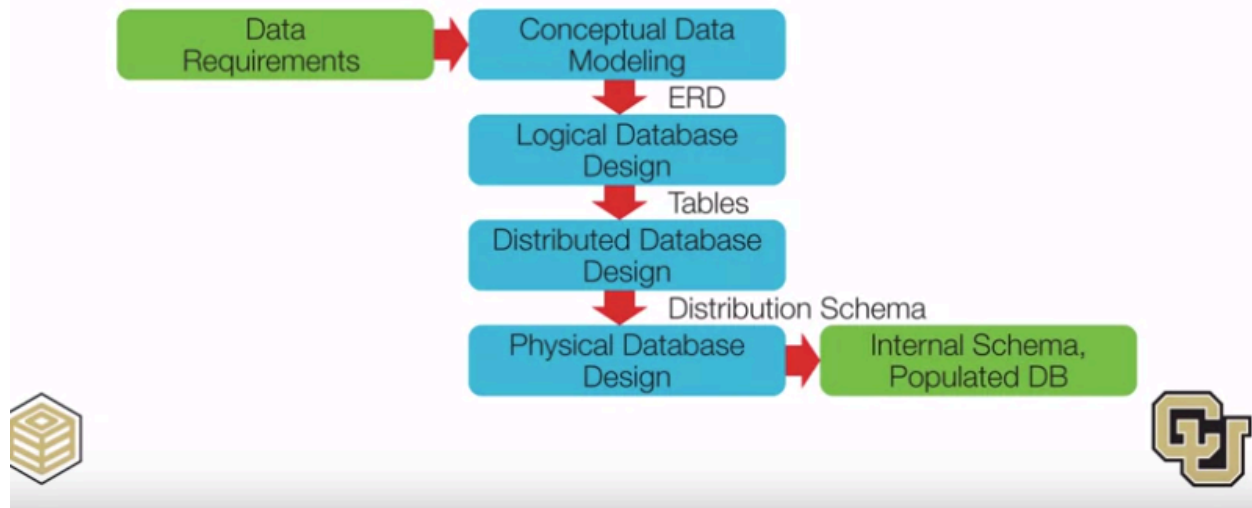 Data
Requirements
Conceptual Data
Modeling
ERD
Logical Database
Design
Tables
Distributed Database
Design
Distribution Schema
Physical Database
Design
Internal Schema,
Populated DB
CU